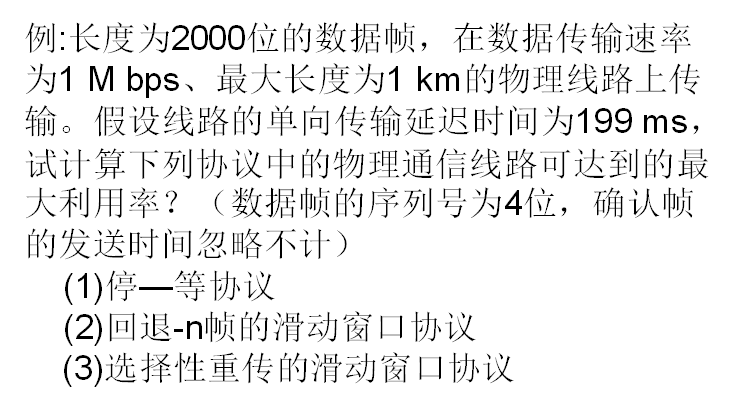 例:长度为2000位的数据帧，在数据传输速率
为1 M bps、最大长度为1 km的物理线路上传
输。假设线路的单向传输延迟时间为199 ms，
试计算下列协议中的物理通信线路可达到的最
大利用率？（数据帧的序列号为4位，确认帧
的发送时间忽略不计）
(1)停—等协议
(2)回退-n帧的滑动窗口协议
(3)选择性重传的滑动窗口协议